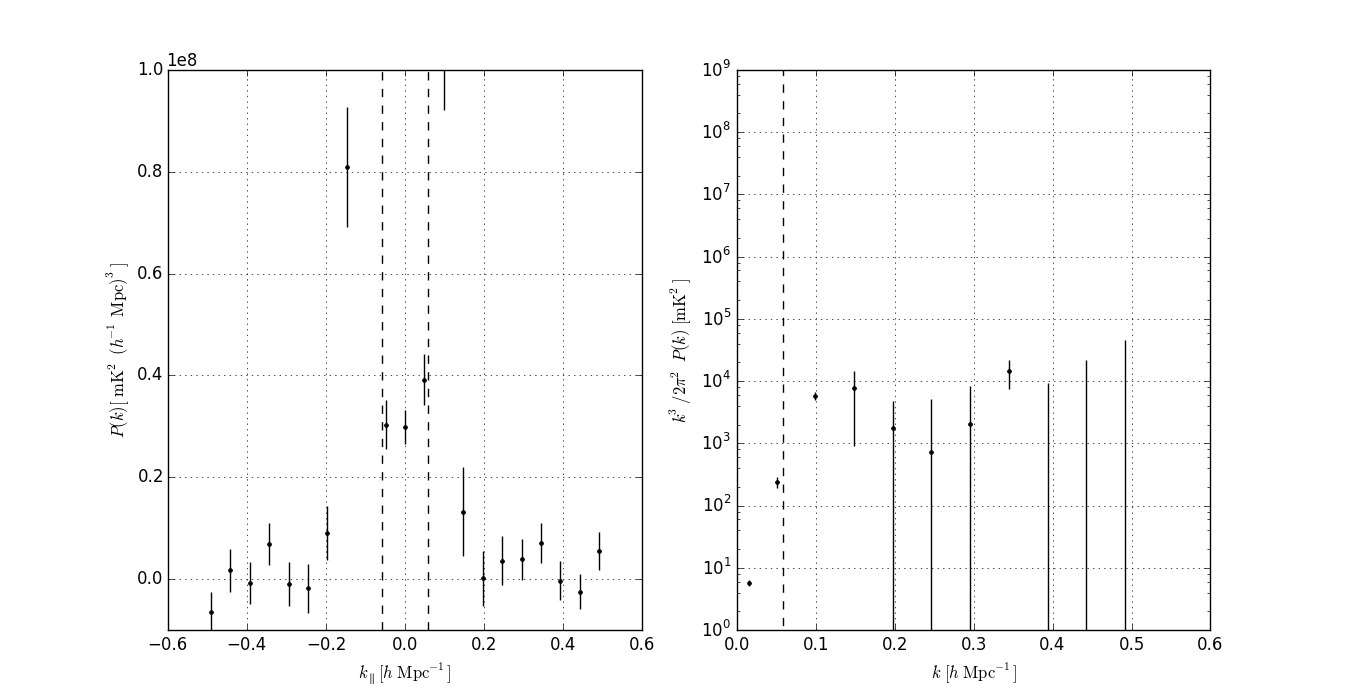 1e8
1.0
0.8
0.6
0.4
0.2
0.0
P(k)[ mK² (h⁻¹ Mpc)³ ]
−0.6 −0.4 −0.2 0.0 0.2 0.4 0.6
k∥ [h Mpc⁻¹]
10⁹
10⁸
10⁷
10⁶
10⁵
10⁴
10³
10²
10¹
10⁰
k³ /2π² P(k) [mK² ]
0.0 0.1 0.2 0.3 0.4 0.5 0.6
k [h Mpc⁻¹]